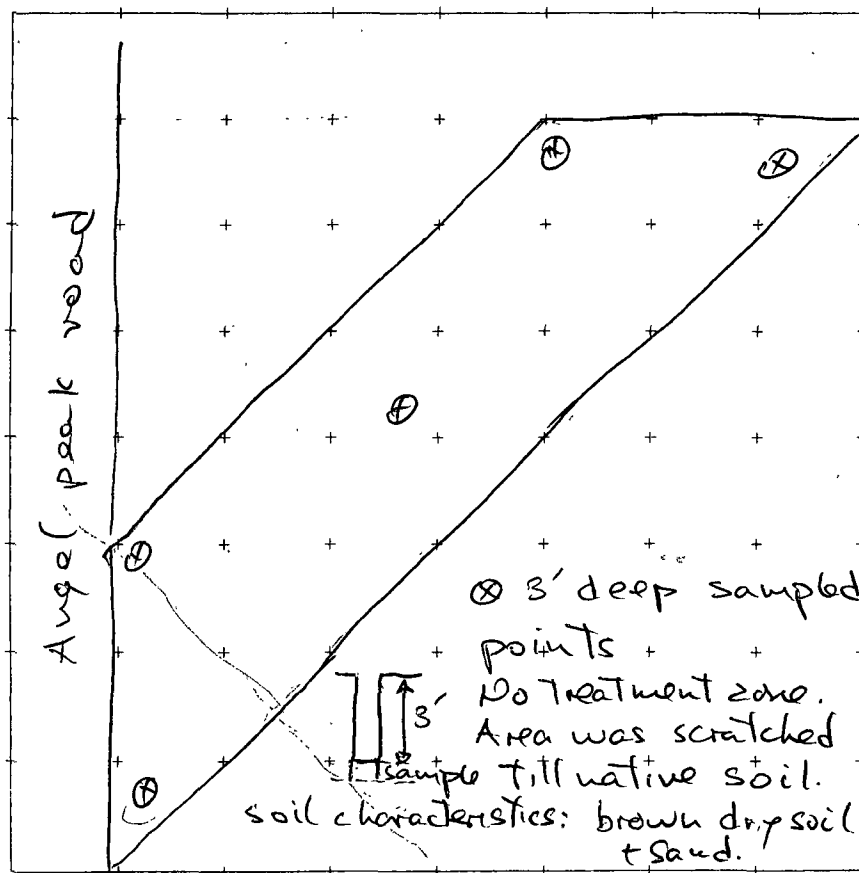 Angel peak road
⊗ 3' deep sampled
points
No Treatment zone.
3'
Area was scratched
sample till native soil.
soil characteristics: brown dry soil
+ sand.